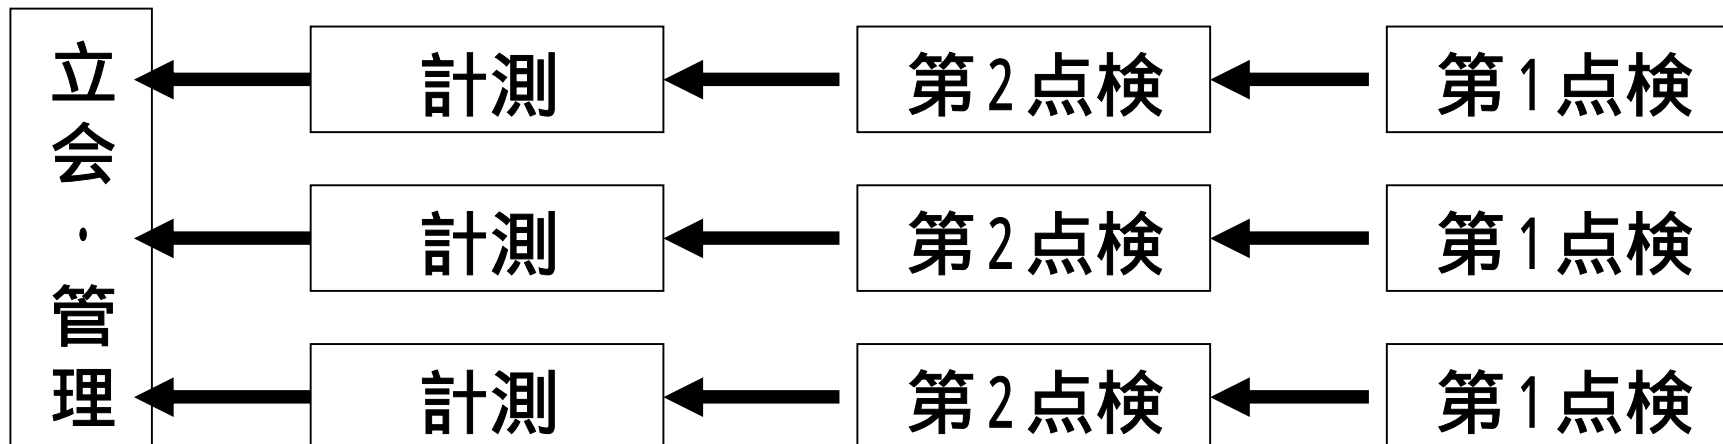 立会・管理
計測
第2点検
第1点検
計測
第2点検
第1点検
計測
第2点検
第1点検